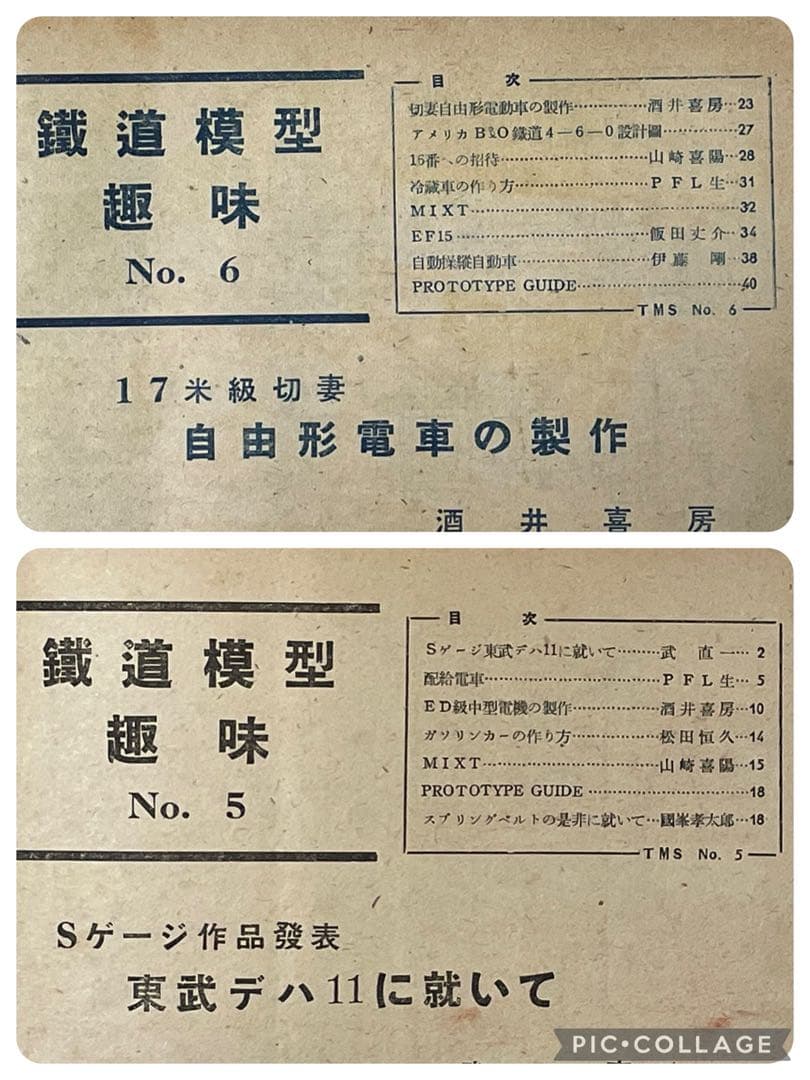 鐵道模型
趣味
No. 6
目 次
切妻自由形電動車の製作…………酒井喜房…23
アメリカB&O鐵道4—6—0設計圖…………27
16番への招待…………山崎喜陽…28
冷藏車の作り方…………PFL生…31
MIXT…………32
EF15…………飯田丈介…34
自動操縱自動車…………伊藤 剛…38
PROTOTYPE GUIDE…………40
TMS No. 6
17米級切妻
自由形電車の製作
酒井喜房
鐵道模型
趣味
No. 5
目 次
Sゲージ東武デハ11に就いて………武 直一…2
配給電車…………PFL生…5
ED級中型電機の製作…………酒井喜房…10
ガソリンカーの作り方…………松田恒久…14
MIXT…………山崎喜陽…15
PROTOTYPE GUIDE…………18
スプリングベルトの是非に就いて…國峯孝太郎…18
TMS No. 5
Sゲージ作品發表
東武デハ11に就いて
PIC•COLLAGE